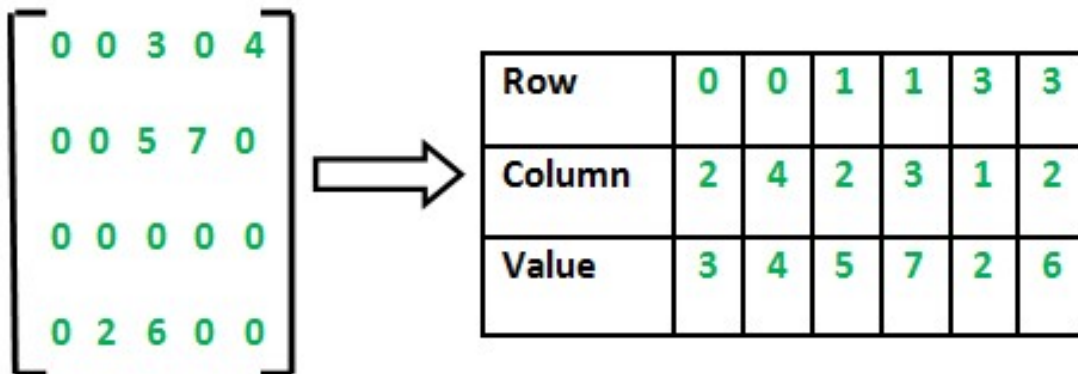 0 0 3 0 4
0 0 5 7 0
0 0 0 0 0
0 2 6 0 0
Row 0 0 1 1 3 3
Column 2 4 2 3 1 2
Value 3 4 5 7 2 6